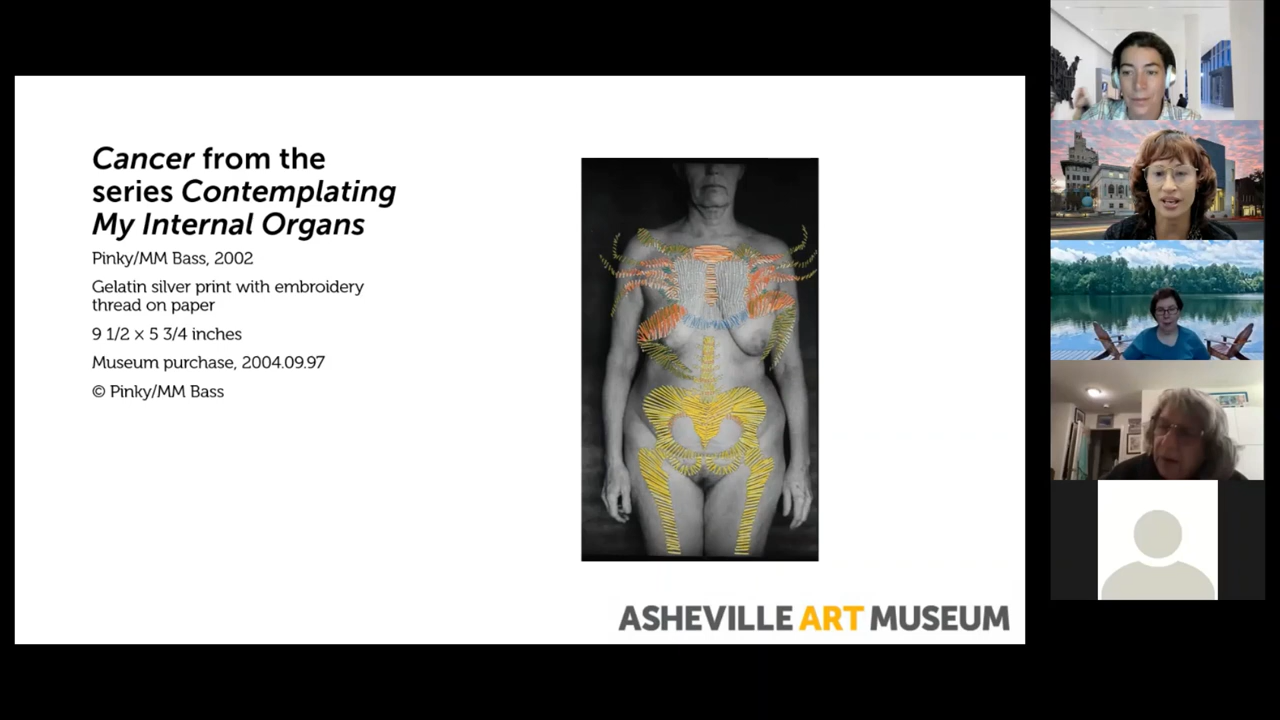 Cancer from the
series Contemplating
My Internal Organs
Pinky/MM Bass, 2002
Gelatin silver print with embroidery
thread on paper
9 1/2 × 5 3/4 inches
Museum purchase, 2004.09.97
© Pinky/MM Bass
ASHEVILLE ART MUSEUM